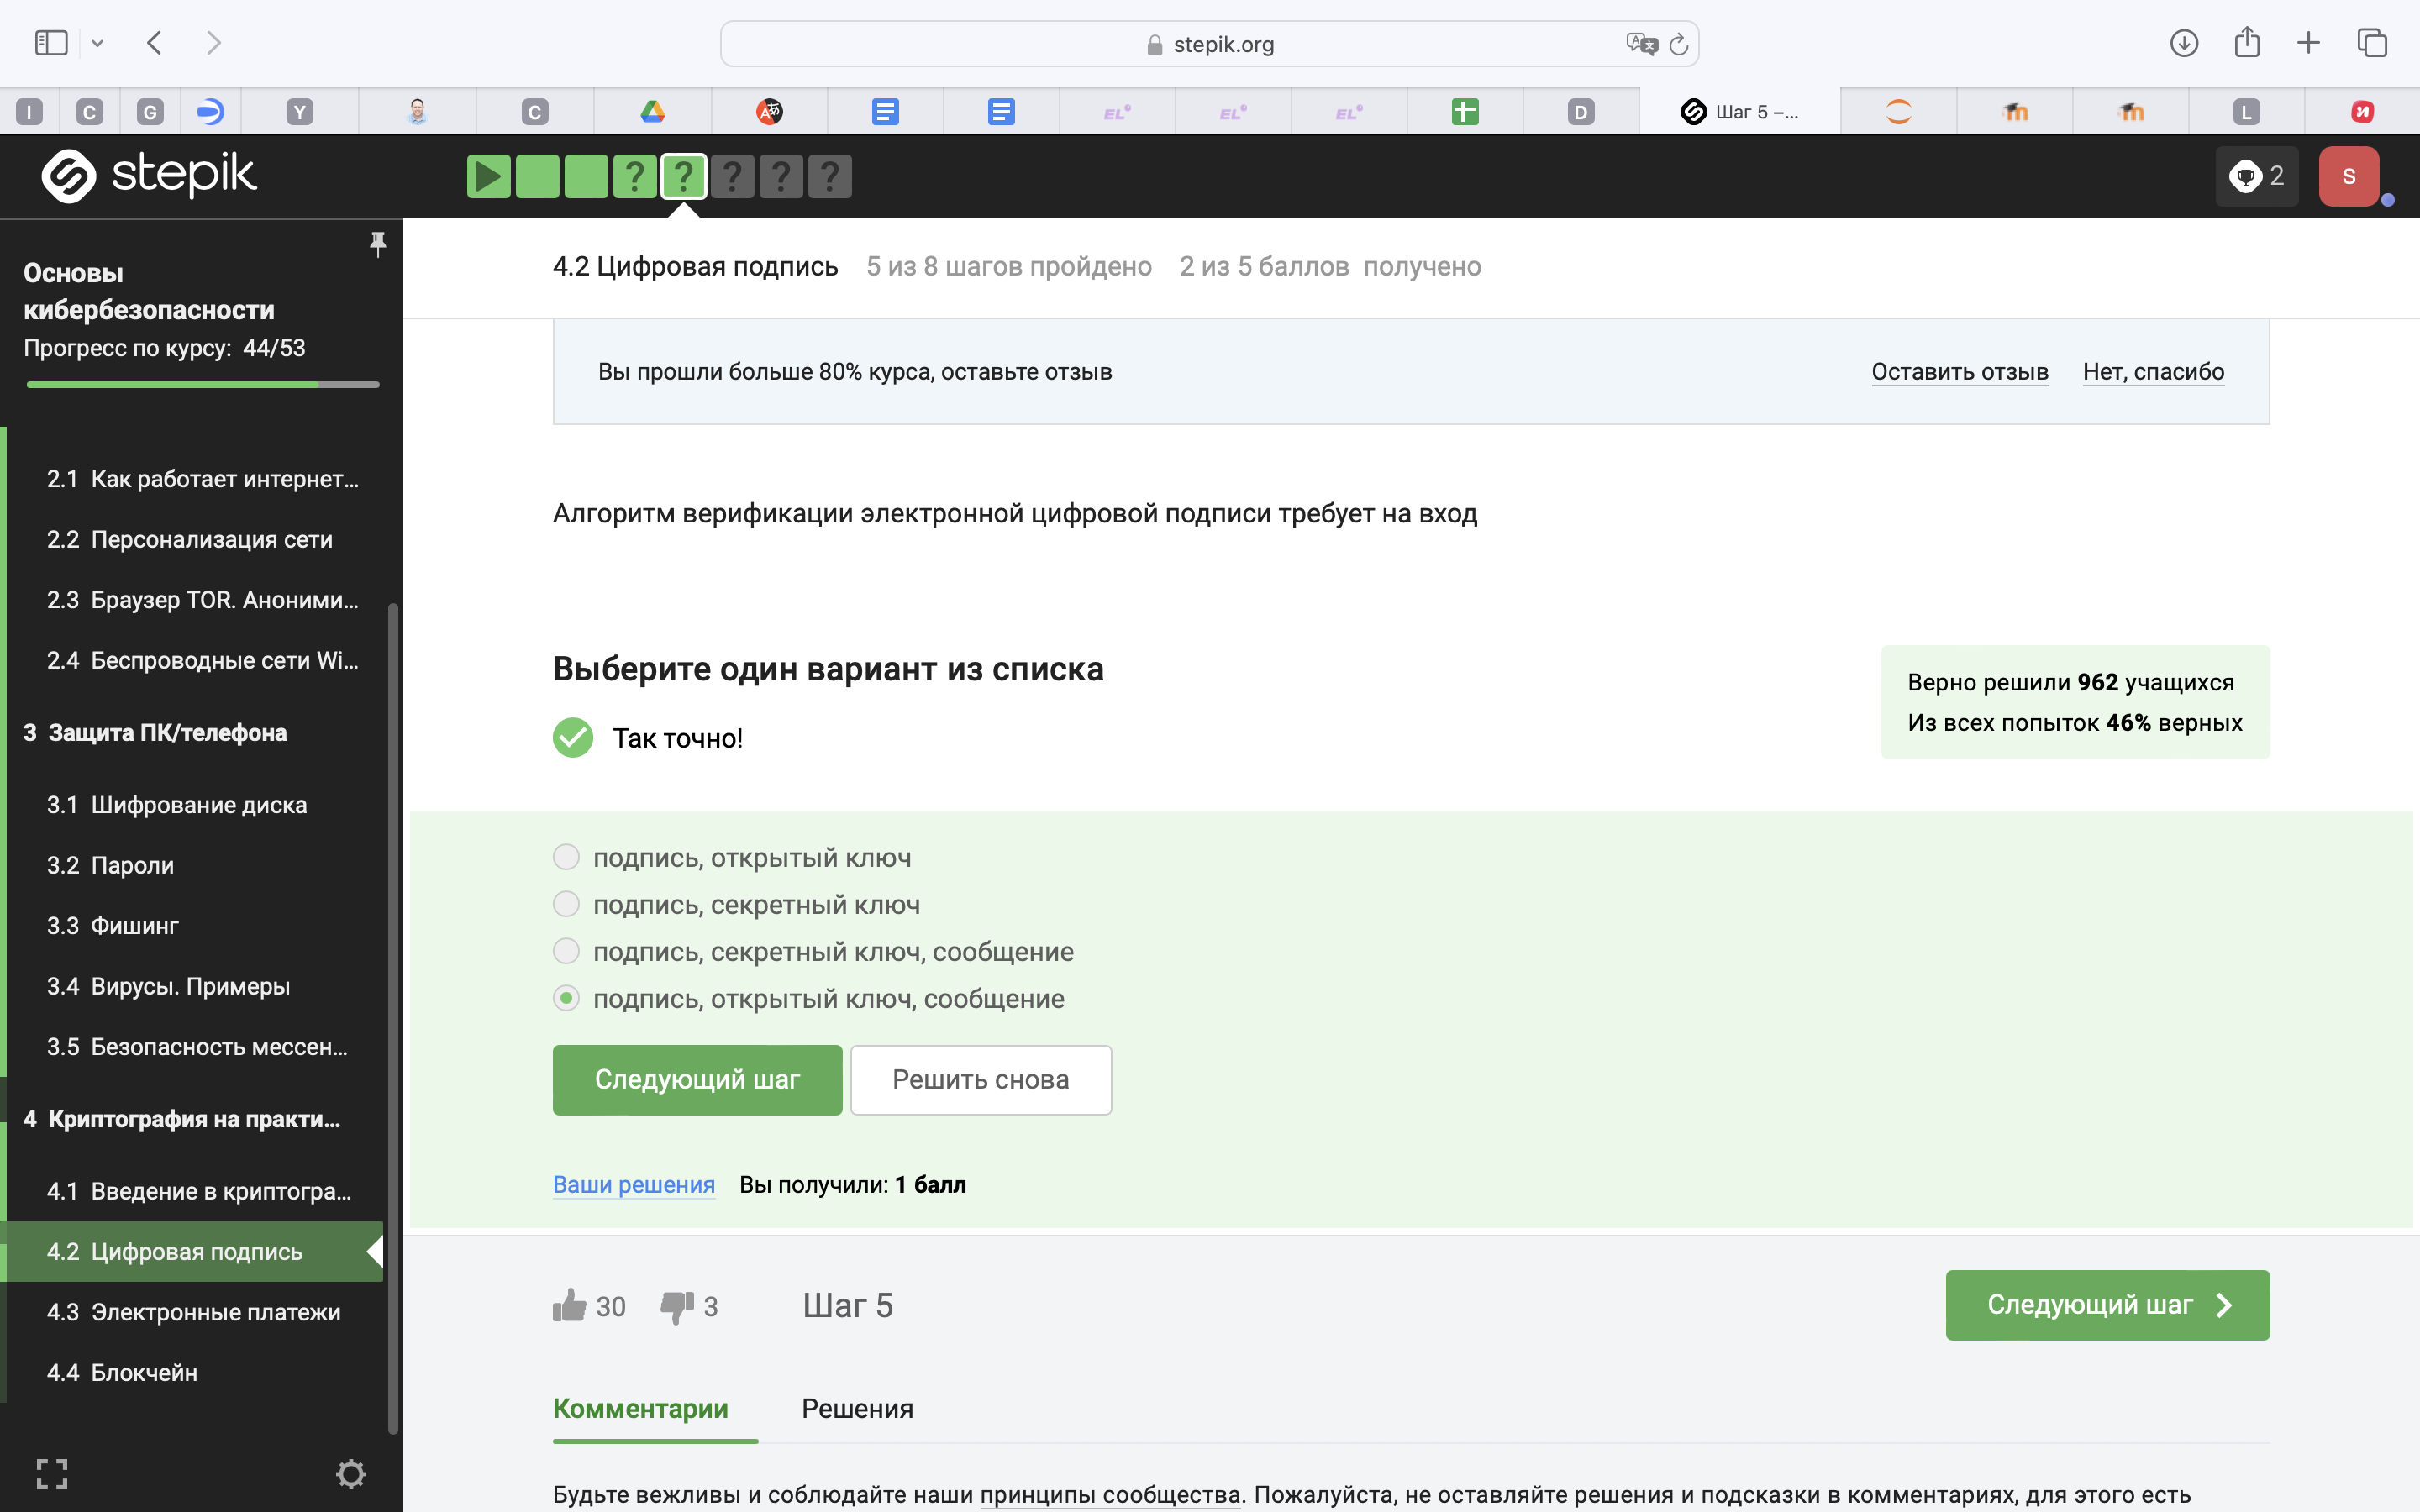 stepik.org
I
C
G
Y
C
EL
EL
EL
D
Шаг 5 –...
L
stepik
2
S
Основы
кибербезопасности
Прогресс по курсу: 44/53
2.1 Как работает интернет...
2.2 Персонализация сети
2.3 Браузер TOR. Аноними...
2.4 Беспроводные сети Wi...
3 Защита ПК/телефона
3.1 Шифрование диска
3.2 Пароли
3.3 Фишинг
3.4 Вирусы. Примеры
3.5 Безопасность мессен...
4 Криптография на практи...
4.1 Введение в криптогра...
4.2 Цифровая подпись
4.3 Электронные платежи
4.4 Блокчейн
4.2 Цифровая подпись 5 из 8 шагов пройдено 2 из 5 баллов получено
Вы прошли больше 80% курса, оставьте отзыв Оставить отзыв Нет, спасибо
Алгоритм верификации электронной цифровой подписи требует на вход
Выберите один вариант из списка
Так точно!
Верно решили 962 учащихся
Из всех попыток 46% верных
подпись, открытый ключ
подпись, секретный ключ
подпись, секретный ключ, сообщение
подпись, открытый ключ, сообщение
Следующий шаг Решить снова
Ваши решения Вы получили: 1 балл
30 3 Шаг 5 Следующий шаг
Комментарии Решения
Будьте вежливы и соблюдайте наши принципы сообщества. Пожалуйста, не оставляйте решения и подсказки в комментариях, для этого есть